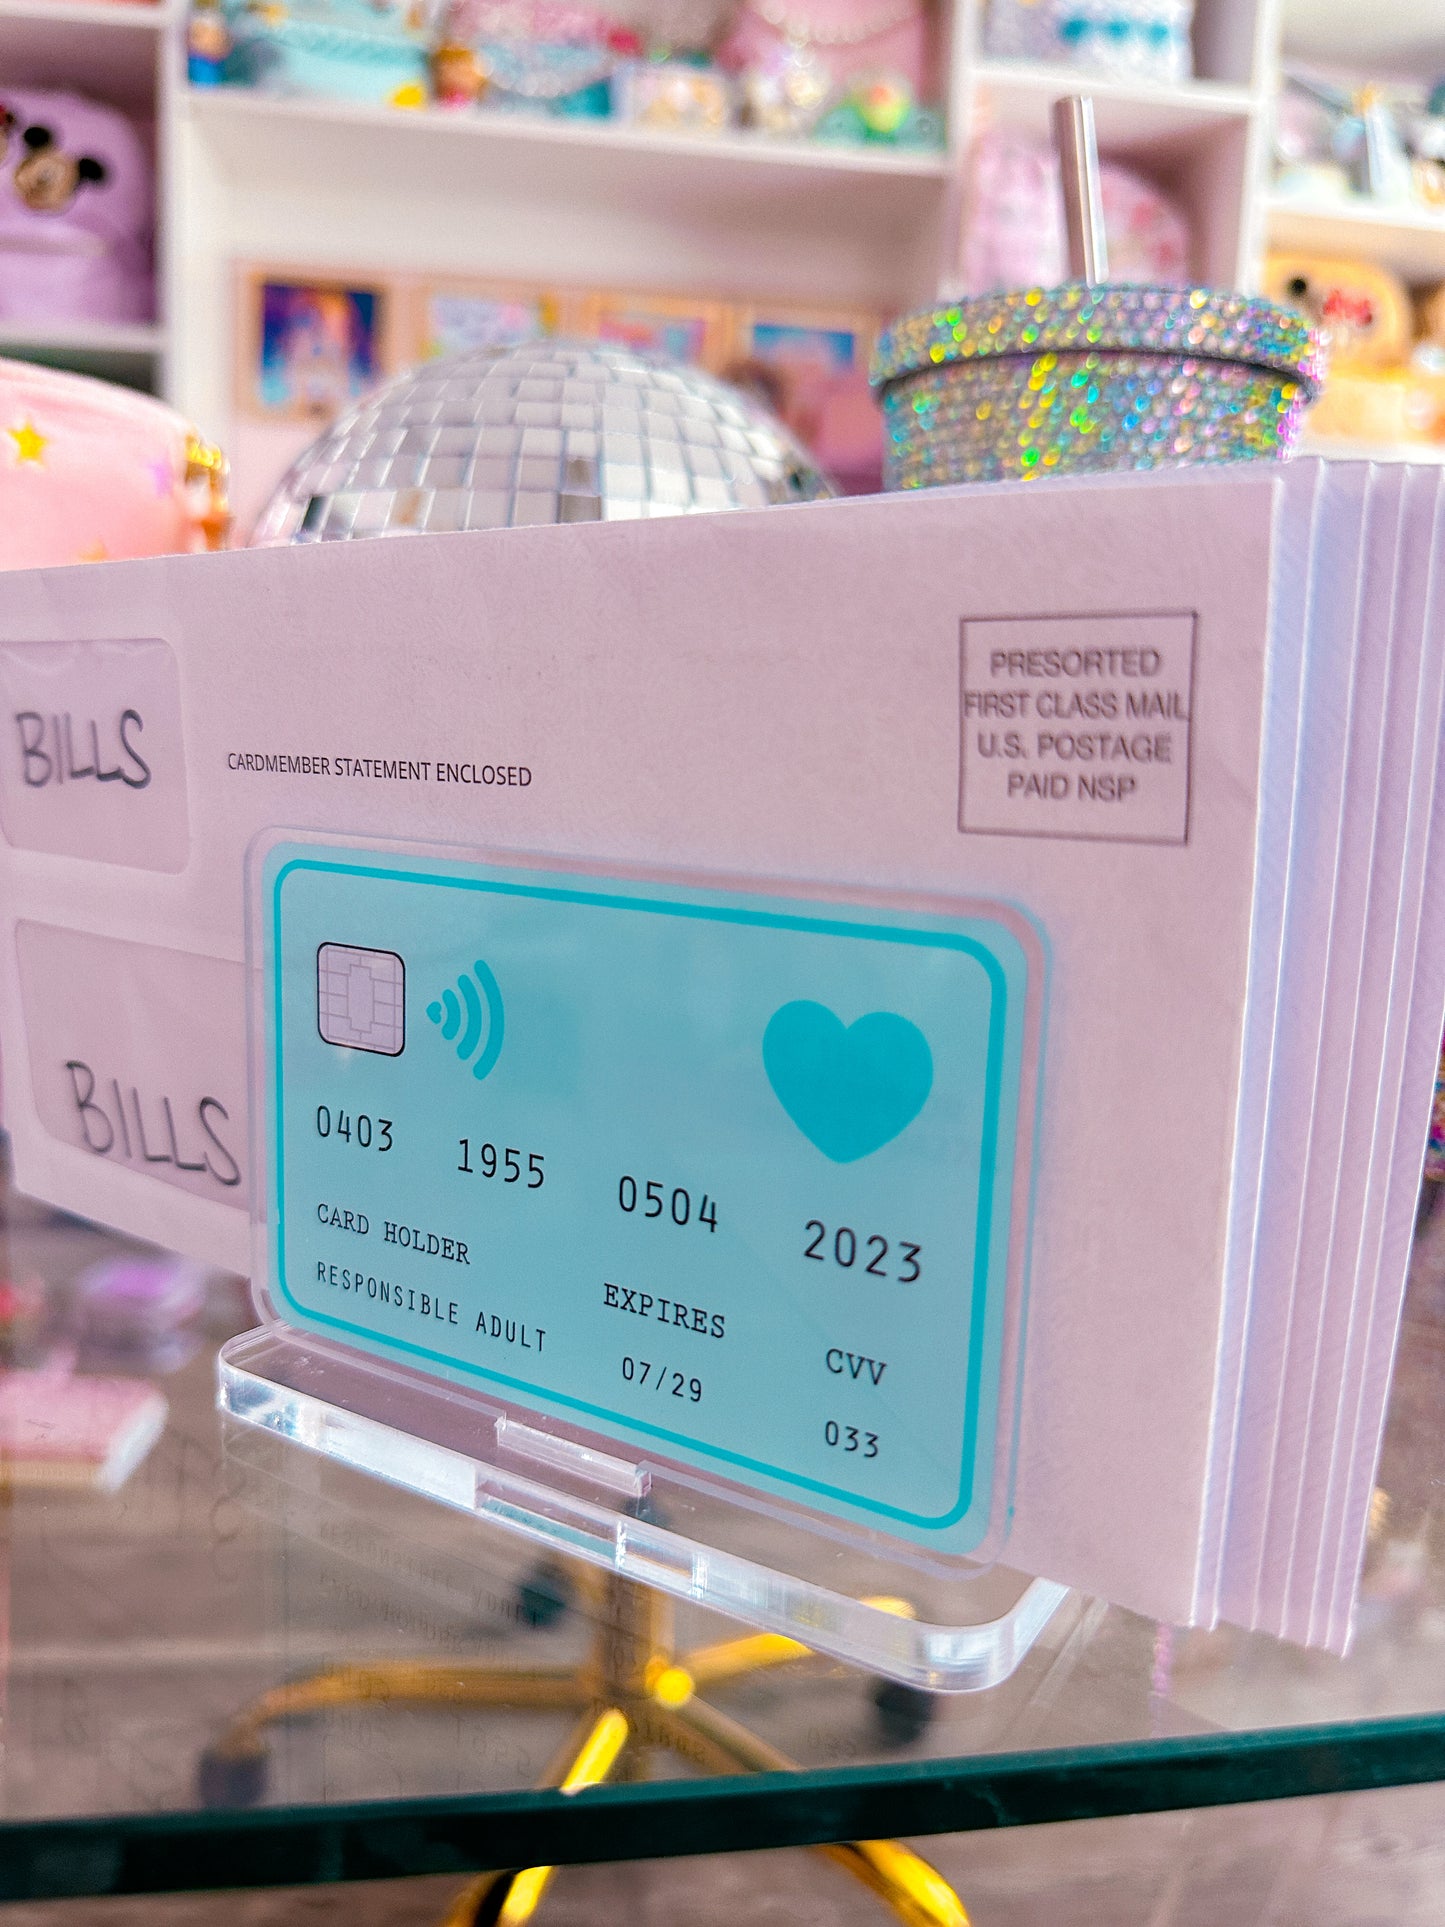 PRESORTED
FIRST CLASS MAIL
U.S. POSTAGE
PAID NSP
BILLS
CARDMEMBER STATEMENT ENCLOSED
BILLS
0403 1955 0504 2023
CARD HOLDER
RESPONSIBLE ADULT
EXPIRES
07/29
CVV
033